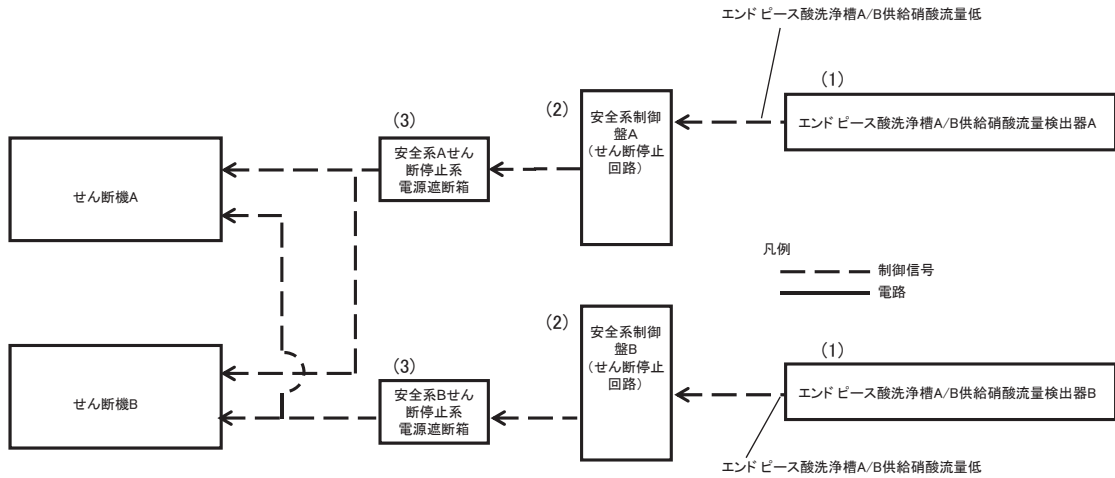 エンドピース酸洗浄槽A/B供給硝酸流量低
(1)
エンドピース酸洗浄槽A/B供給硝酸流量検出器A
(2)
安全系制御
盤A
(せん断停止
回路)
(3)
安全系Aせん
断停止系
電源遮断箱
せん断機A
凡例
制御信号
電路
(2)
安全系制御
盤B
(せん断停止
回路)
(1)
エンドピース酸洗浄槽A/B供給硝酸流量検出器B
(3)
安全系Bせん
断停止系
電源遮断箱
せん断機B
エンドピース酸洗浄槽A/B供給硝酸流量低